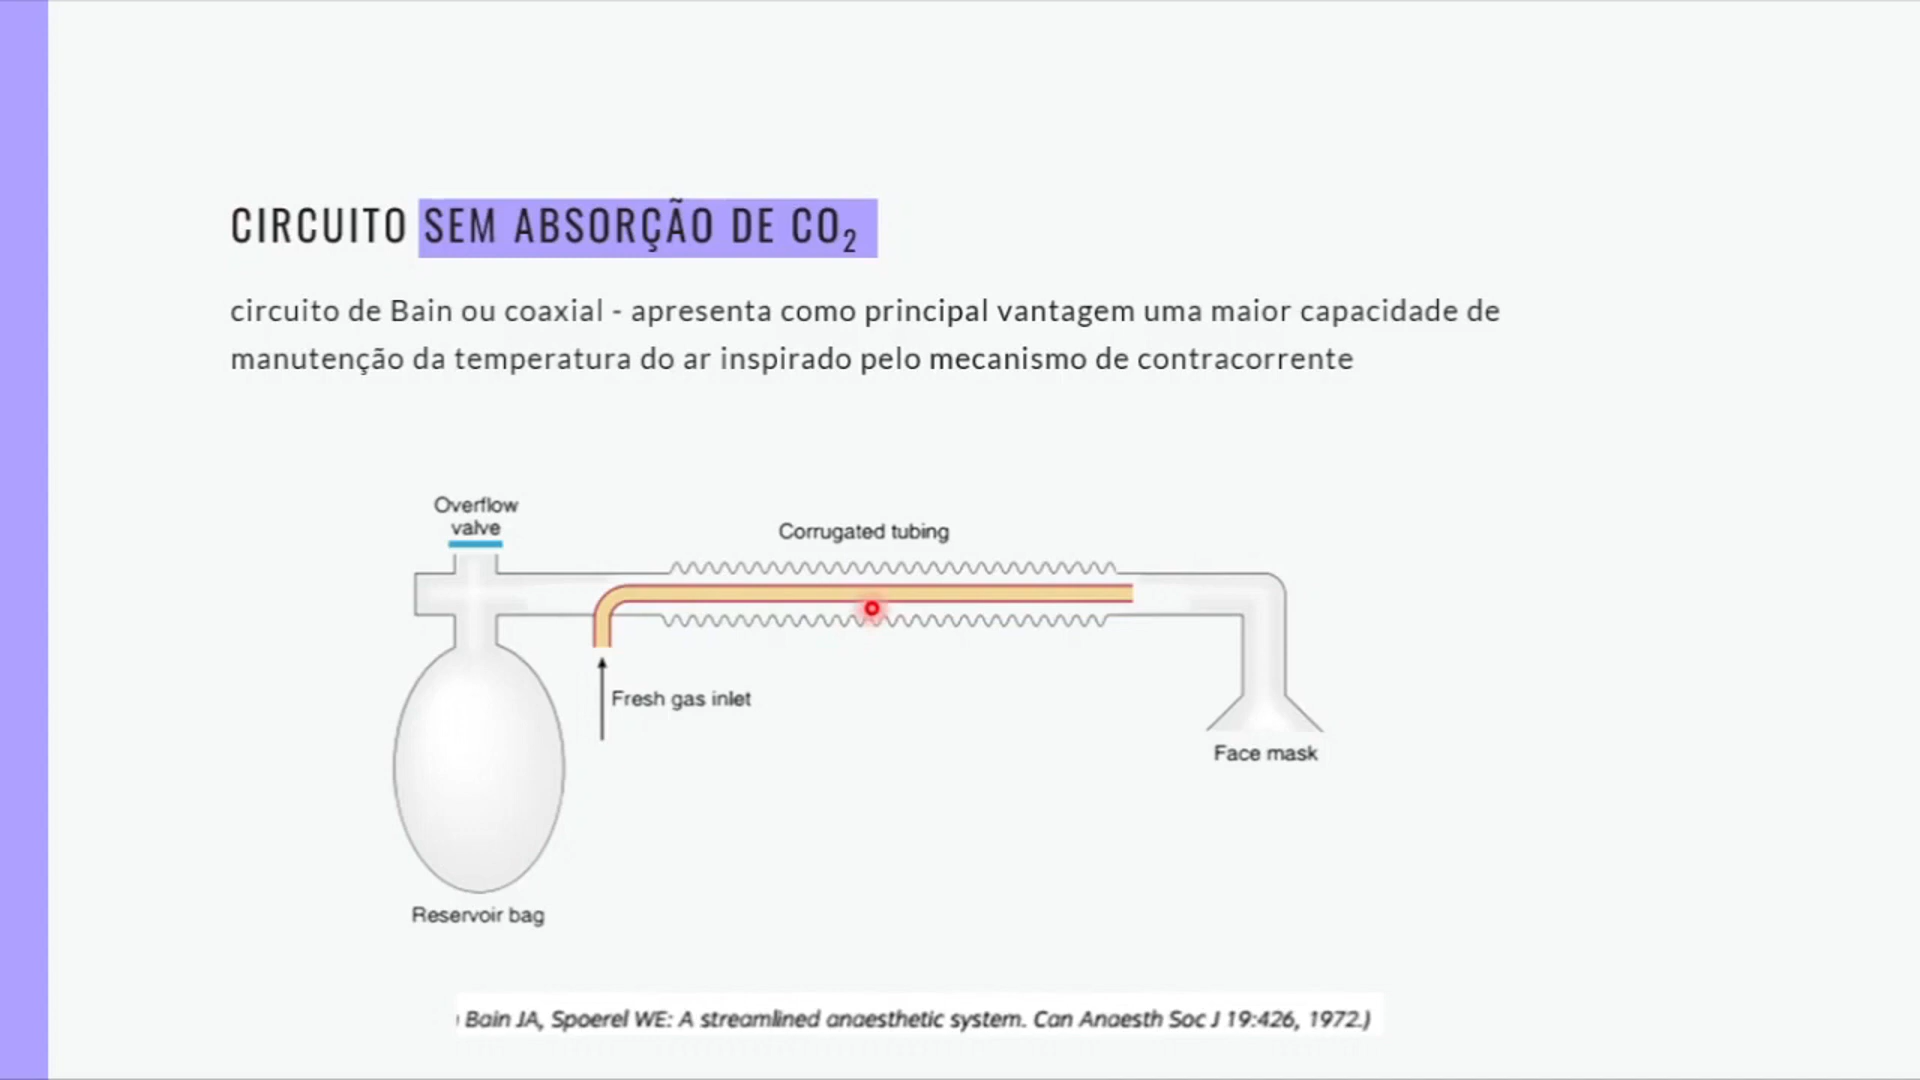 CIRCUITO SEM ABSORÇÃO DE CO₂
circuito de Bain ou coaxial - apresenta como principal vantagem uma maior capacidade de
manutenção da temperatura do ar inspirado pelo mecanismo de contracorrente
Overflow
valve
Corrugated tubing
Fresh gas inlet
Face mask
Reservoir bag
Bain JA, Spoerel WE: A streamlined anaesthetic system. Can Anaesth Soc J 19:426, 1972.)